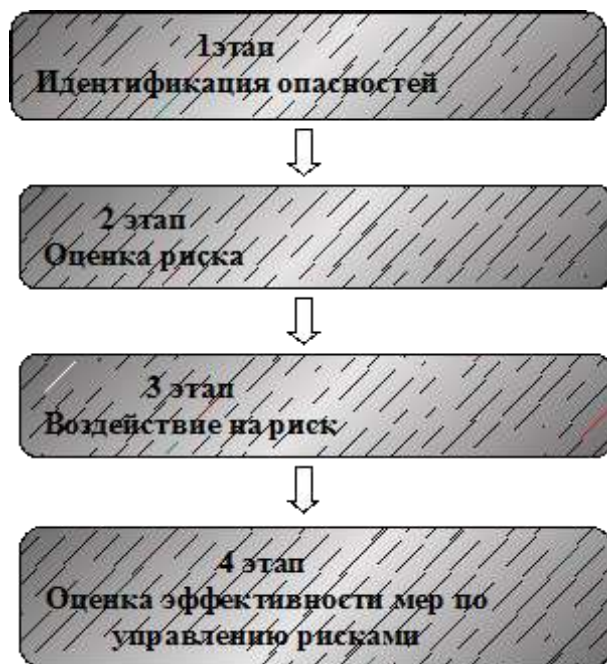 1этап
Идентификация опасностей
2 этап
Оценка риска
3 этап
Воздействие на риск
4 этап
Оценка эффективности мер по
управлению рисками